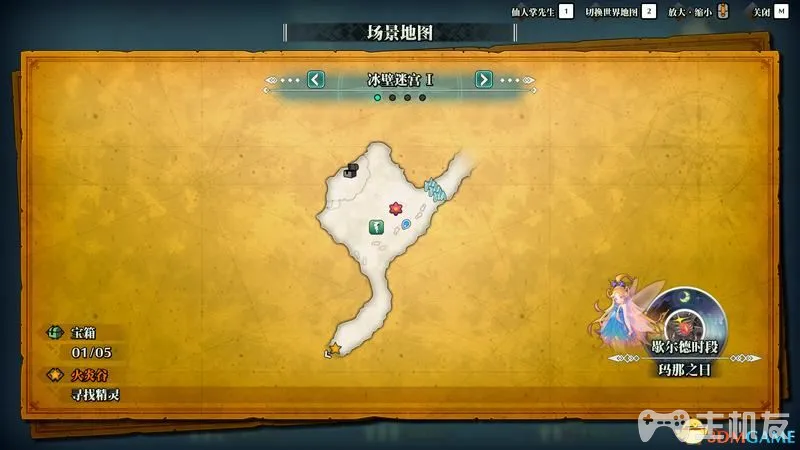 仙人掌先生 1 切换世界地图 2 放大·缩小 关闭 M
场景地图
冰壁迷宫 I
宝箱
01/05
火炎谷
寻找精灵
歇尔德时段
玛那之日
主机友
3DMGAME